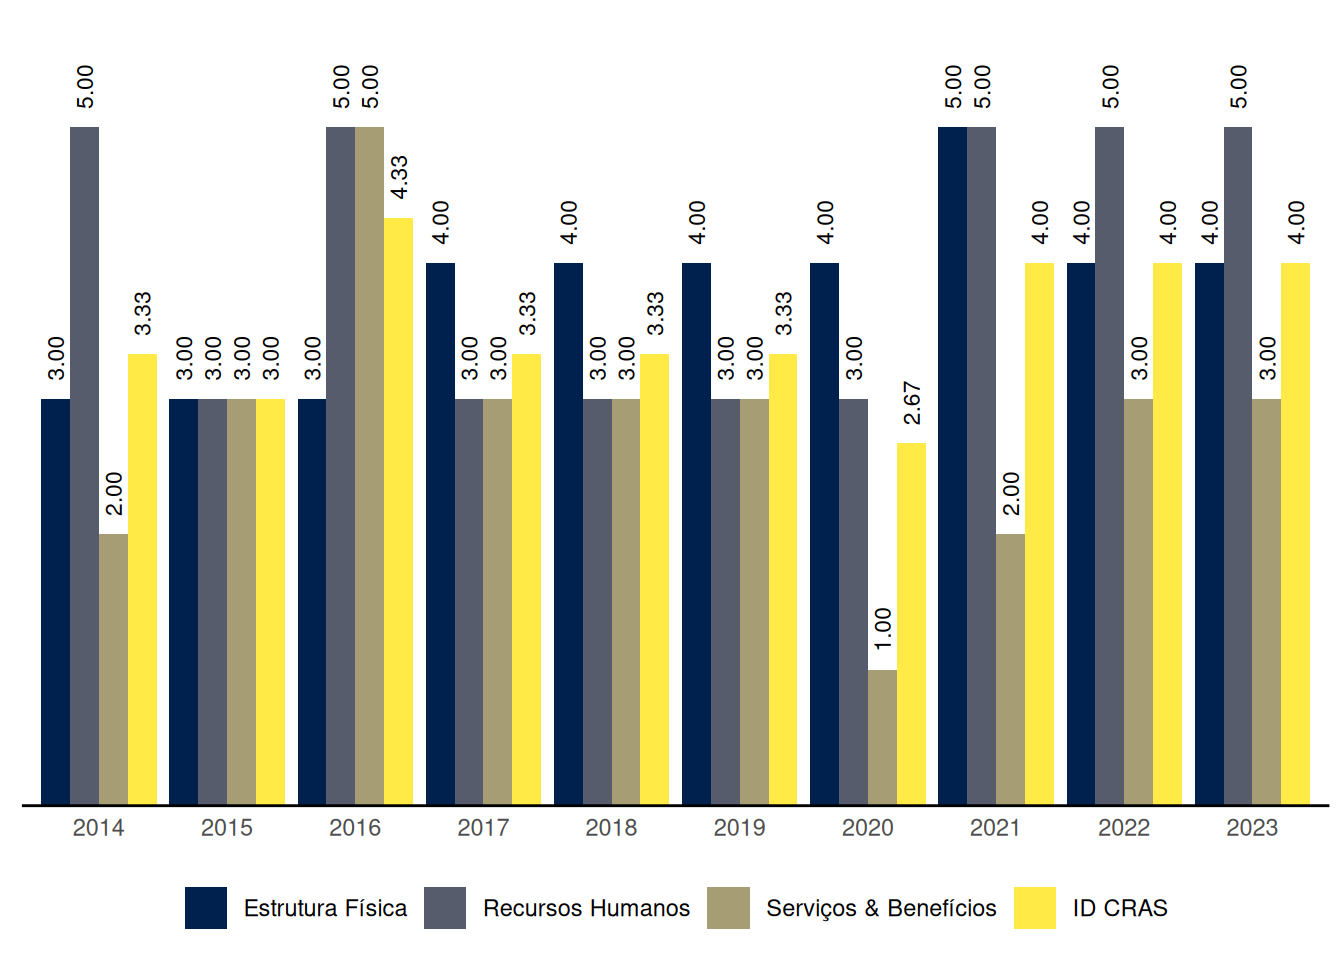 5.00 5.00 5.00 5.00 5.00 5.00 5.00
4.33
4.00 4.00 4.00 4.00 4.00 4.00 4.00 4.00 4.00
3.33 3.33 3.33 3.33
3.00 3.00 3.00 3.00 3.00 3.00 3.00 3.00 3.00 3.00 3.00 3.00 3.00 3.00 3.00
2.67
2.00 2.00
1.00
2014 2015 2016 2017 2018 2019 2020 2021 2022 2023
Estrutura Física Recursos Humanos Serviços & Benefícios ID CRAS